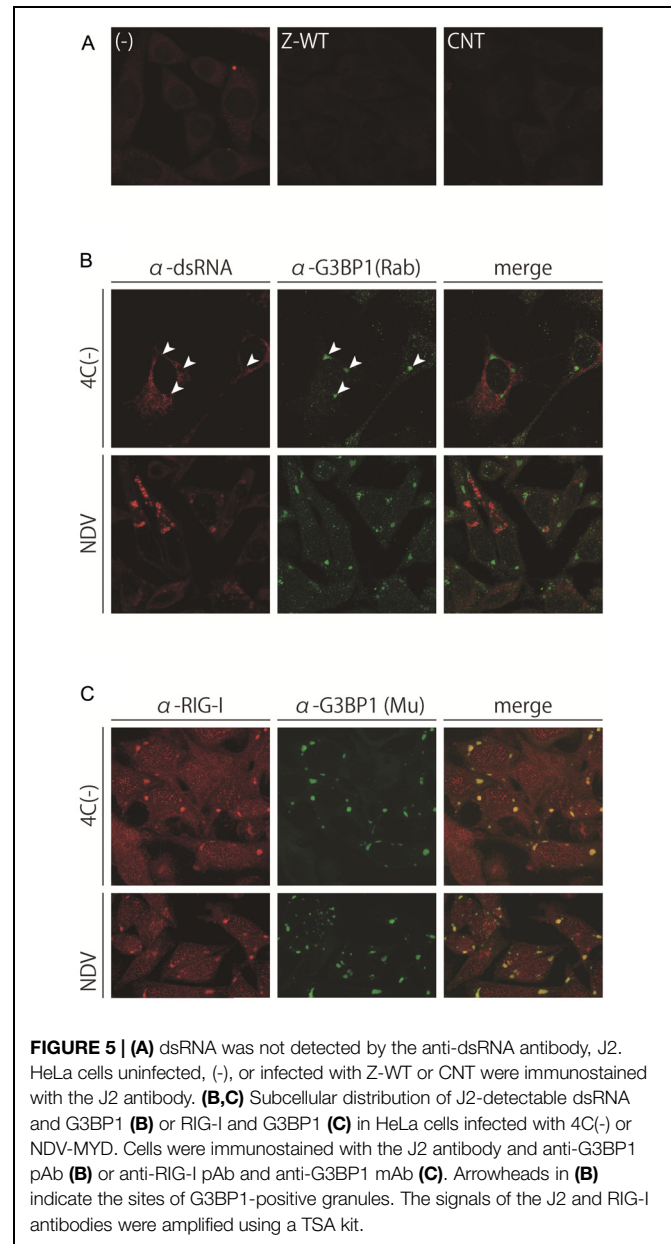 A
(-) Z-WT CNT
B
α-dsRNA α-G3BP1(Rab) merge
4C(-)
NDV
C
α-RIG-I α-G3BP1 (Mu) merge
4C(-)
NDV
FIGURE 5 | (A) dsRNA was not detected by the anti-dsRNA antibody, J2.
HeLa cells uninfected, (-), or infected with Z-WT or CNT were immunostained
with the J2 antibody. (B,C) Subcellular distribution of J2-detectable dsRNA
and G3BP1 (B) or RIG-I and G3BP1 (C) in HeLa cells infected with 4C(-) or
NDV-MYD. Cells were immunostained with the J2 antibody and anti-G3BP1
pAb (B) or anti-RIG-I pAb and anti-G3BP1 mAb (C). Arrowheads in (B)
indicate the sites of G3BP1-positive granules. The signals of the J2 and RIG-I
antibodies were amplified using a TSA kit.